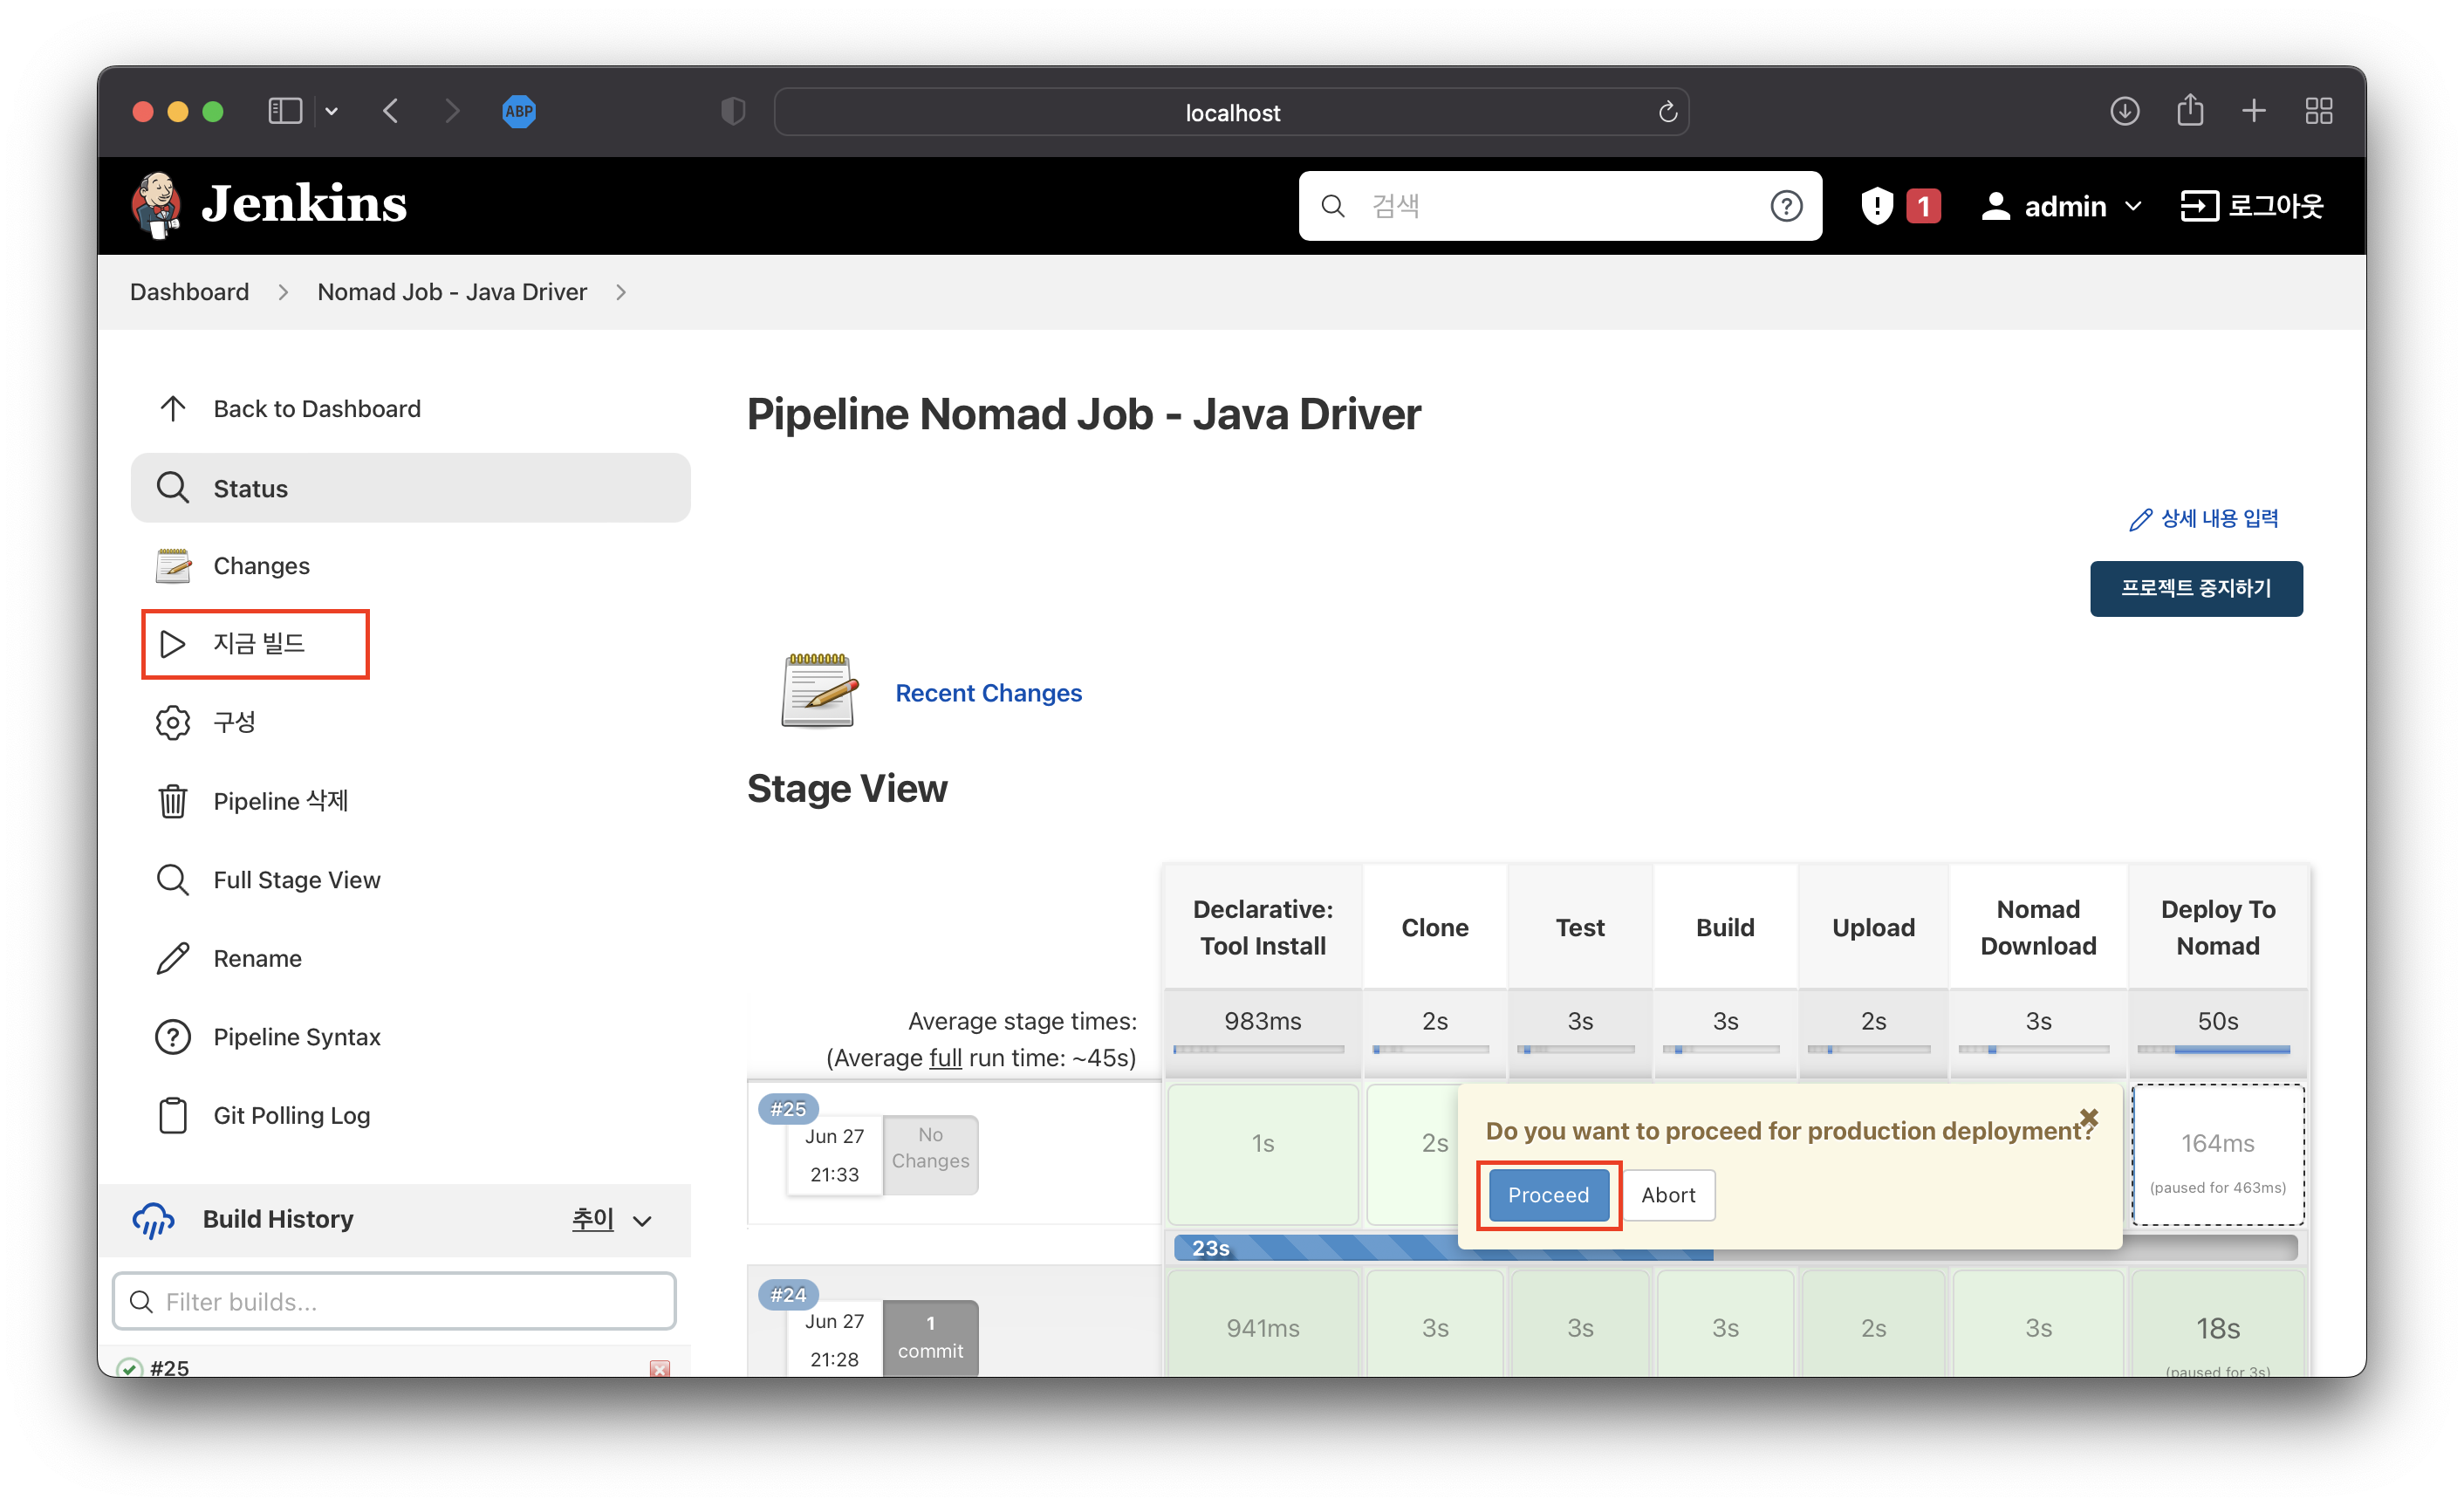 ABP
localhost
Jenkins
검색
1
admin
로그아웃
Dashboard
Nomad Job - Java Driver
Back to Dashboard
Status
Changes
지금 빌드
구성
Pipeline 삭제
Full Stage View
Rename
Pipeline Syntax
Git Polling Log
Build History
추이
Filter builds...
#25
Pipeline Nomad Job - Java Driver
상세 내용 입력
프로젝트 중지하기
Recent Changes
Stage View
Declarative:
Tool Install
Clone
Test
Build
Upload
Nomad
Download
Deploy To
Nomad
Average stage times:
(Average full run time: ~45s)
983ms
2s
3s
3s
2s
3s
50s
#25
Jun 27
21:33
No
Changes
1s
2s
Do you want to proceed for production deployment?
Proceed
Abort
164ms
(paused for 463ms)
23s
#24
Jun 27
21:28
1
commit
941ms
3s
3s
3s
2s
3s
18s
(paused for 3s)